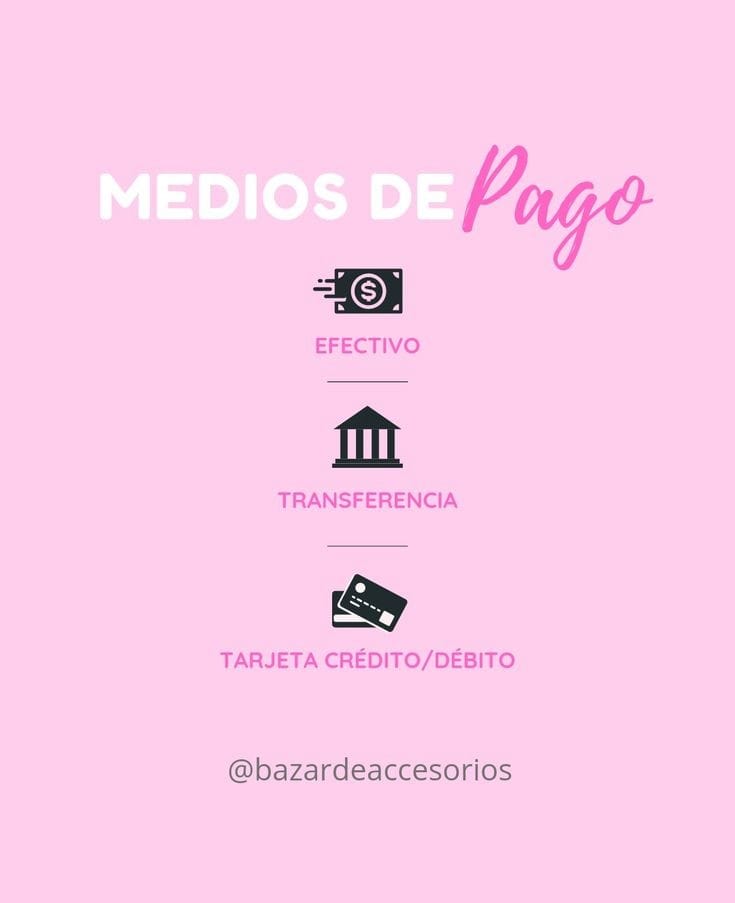 MEDIOS DE Pago
EFECTIVO
TRANSFERENCIA
TARJETA CRÉDITO/DÉBITO
@bazardeaccesorios